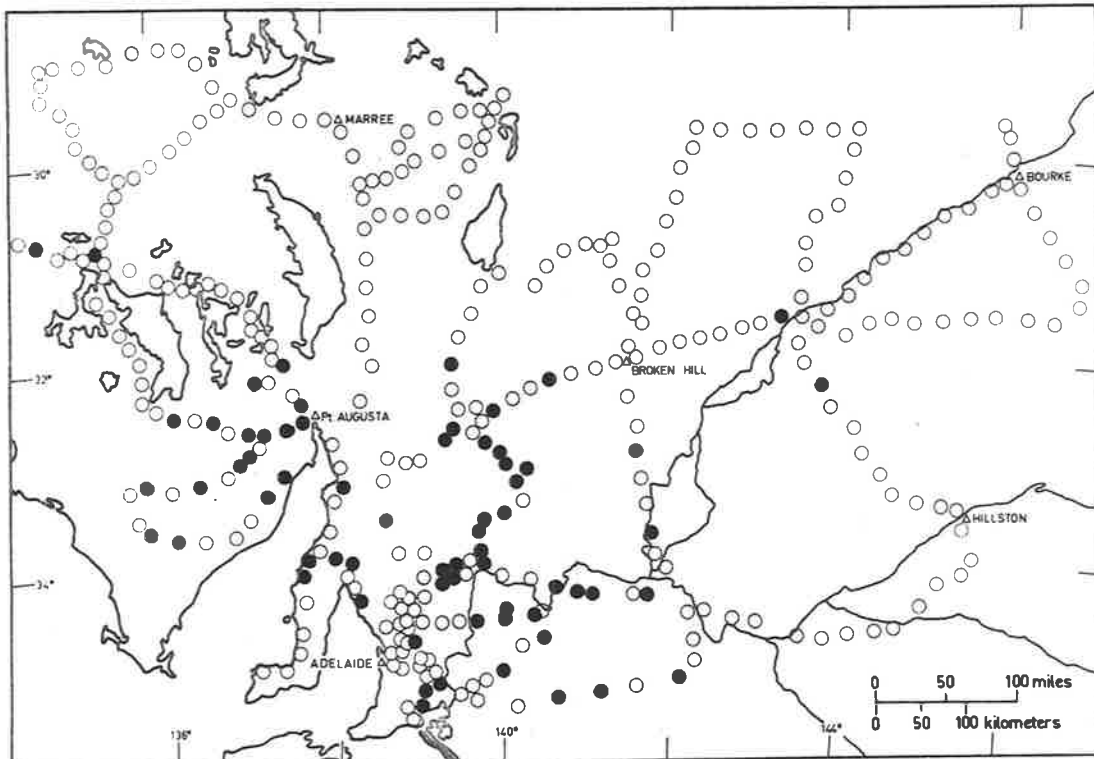 MARREE
30°
BOURKE
BROKEN HILL
32°
Pt AUGUSTA
HILLSTON
34°
ADELAIDE
0 50 100 miles
0 50 100 kilometers
136°
140°
144°